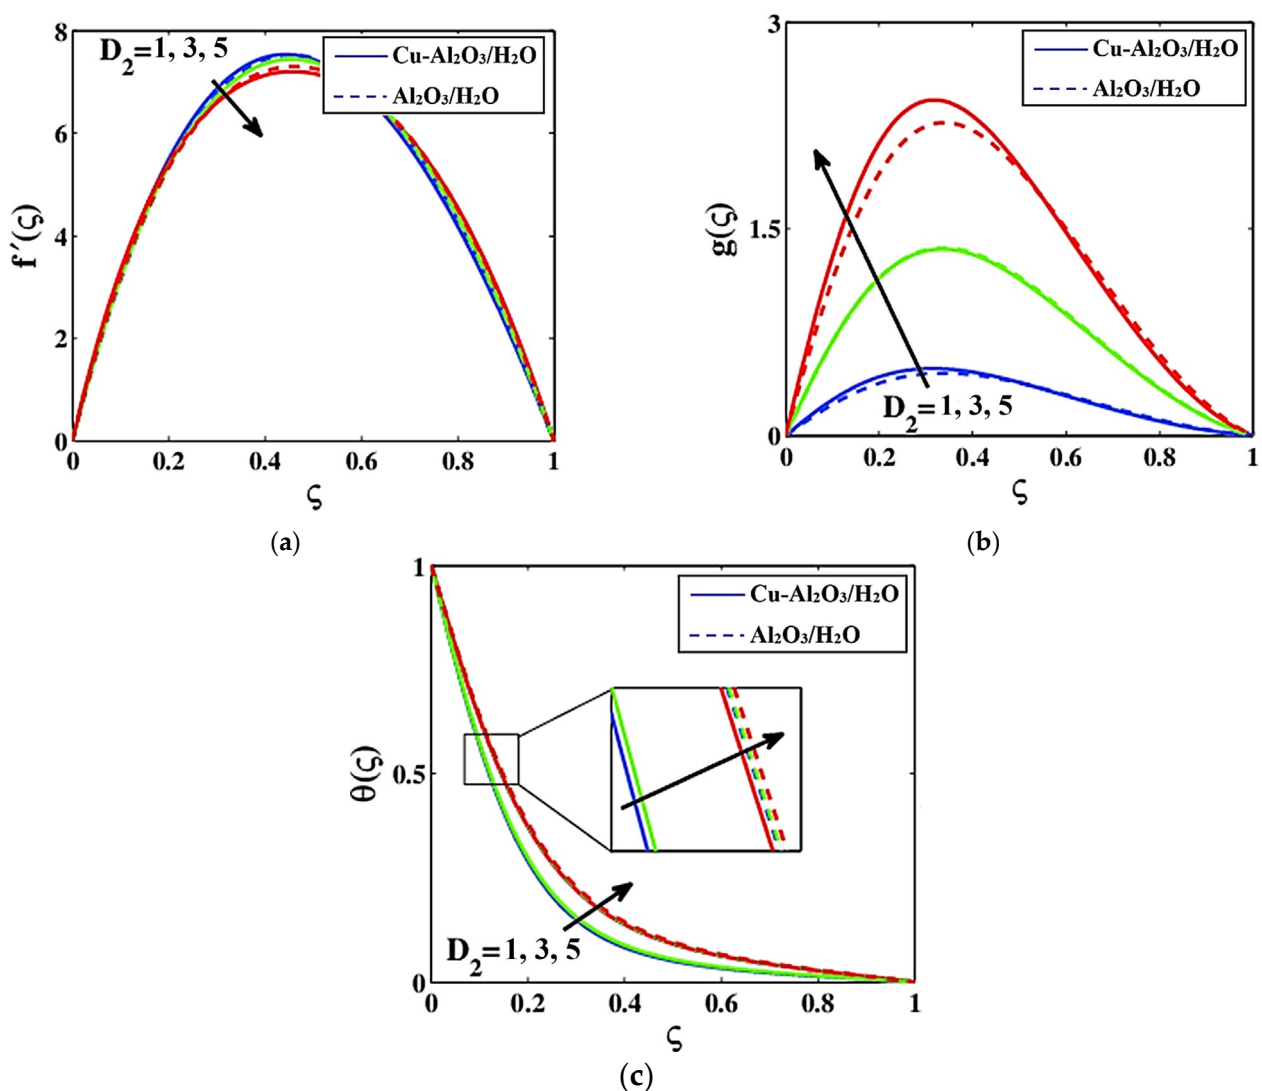 8
6
4
2
0
f′(ς)
D₂=1, 3, 5
Cu-Al₂O₃/H₂O
Al₂O₃/H₂O
0 0.2 0.4 0.6 0.8 1
ς
(a)
3
1.5
0
g(ς)
Cu-Al₂O₃/H₂O
Al₂O₃/H₂O
D₂=1, 3, 5
0 0.2 0.4 0.6 0.8 1
ς
(b)
1
0.5
0
θ(ς)
Cu-Al₂O₃/H₂O
Al₂O₃/H₂O
D₂=1, 3, 5
0 0.2 0.4 0.6 0.8 1
ς
(c)